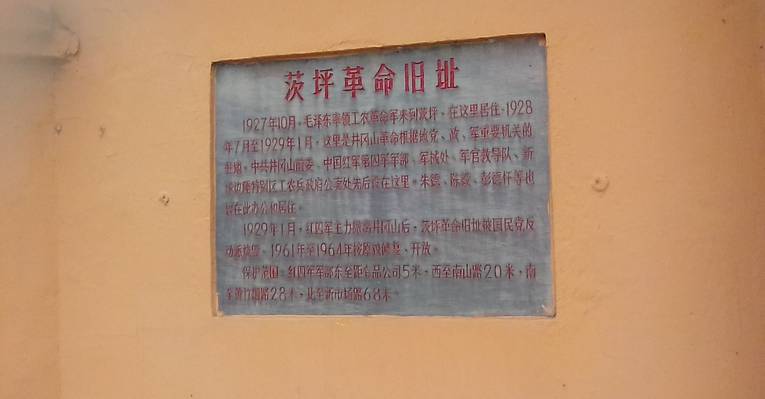 茨坪革命旧址
1927年10月，毛泽东率领工农革命军来到茨坪，在这里居住。1928
年7月至1929年1月，这里是井冈山革命根据地党、政、军重要机关的
驻地。中共井冈山前委、中国红军第四军军部、军械处、军官教导队、新
遂边陲特别区工农兵政府公卖处先后设在这里。朱德、陈毅、彭德怀等也
曾在此办公和居住。
1929年1月，红四军主力撤离井冈山后，茨坪革命旧址被国民党反
动派烧毁。1961年至1964年按原貌修复、开放。
保护范围：红四军军部东至距食品公司5米，西至南山路20米，南
至黄竹坳路28米，北至新市场路68米。